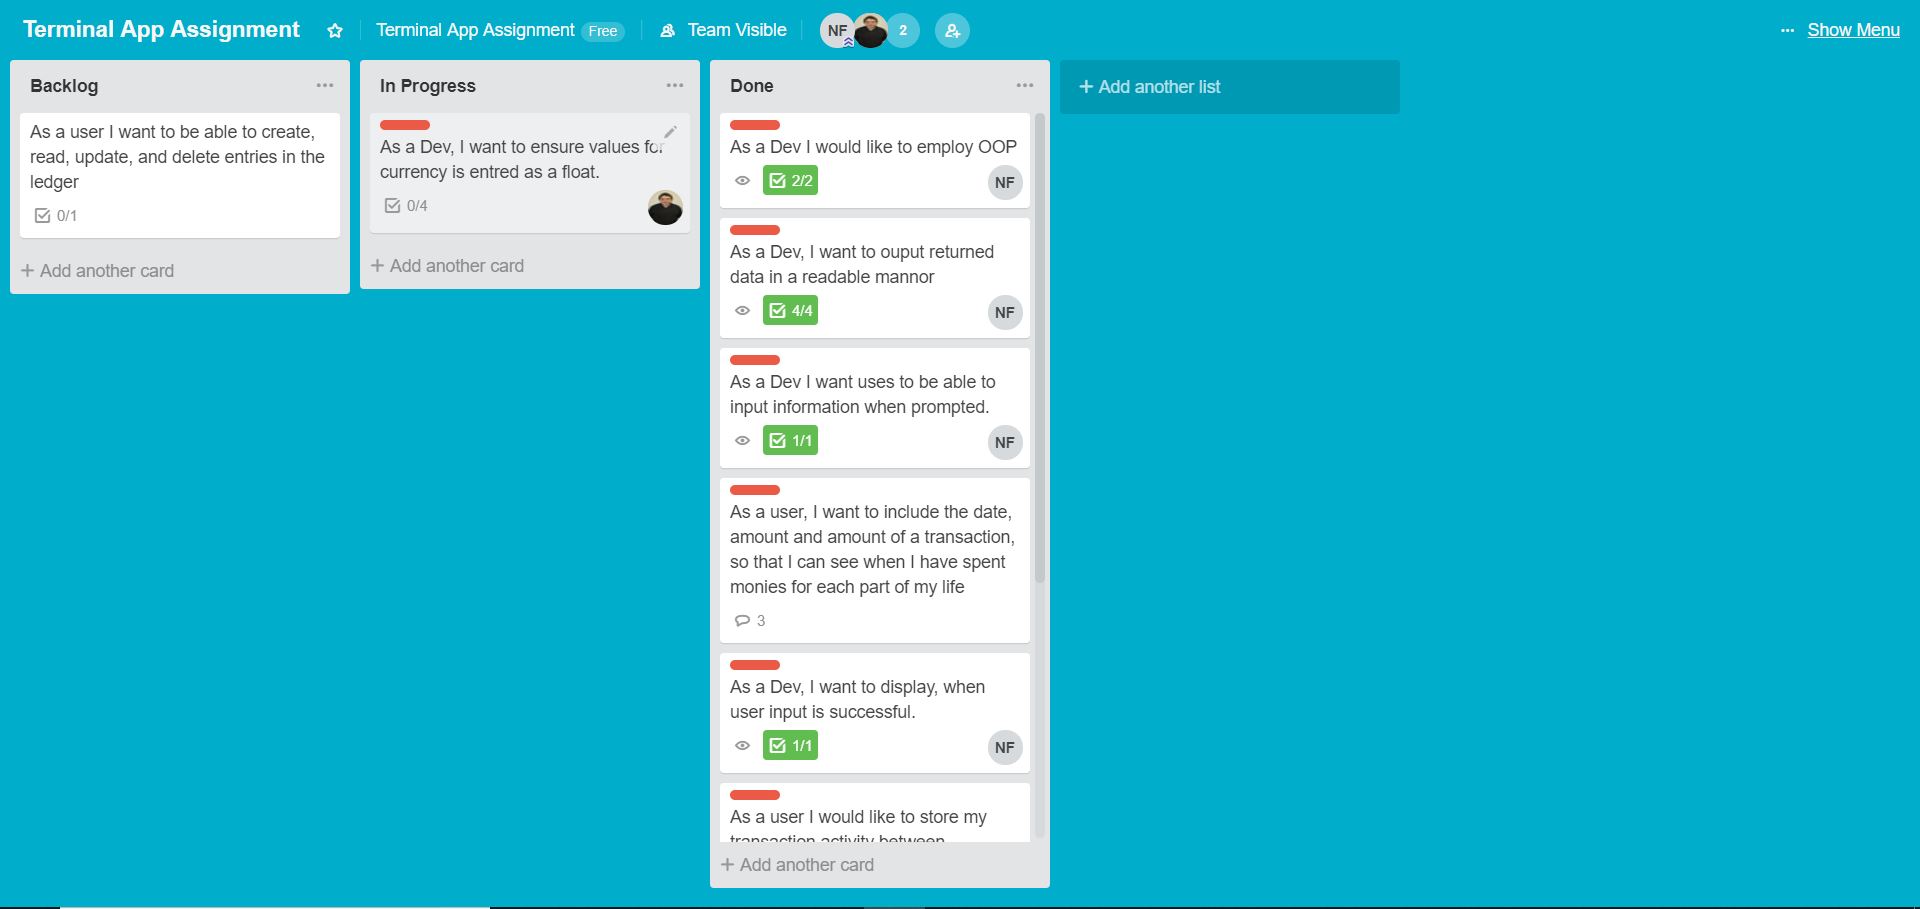 Terminal App Assignment
Terminal App Assignment Free
Team Visible
NF
2
Show Menu
Backlog
As a user I want to be able to create,
read, update, and delete entries in the
ledger
0/1
+ Add another card
In Progress
As a Dev, I want to ensure values for
currency is entred as a float.
0/4
+ Add another card
Done
As a Dev I would like to employ OOP
2/2
NF
As a Dev, I want to ouput returned
data in a readable mannor
4/4
NF
As a Dev I want uses to be able to
input information when prompted.
1/1
NF
As a user, I want to include the date,
amount and amount of a transaction,
so that I can see when I have spent
monies for each part of my life
3
As a Dev, I want to display, when
user input is successful.
1/1
NF
As a user I would like to store my
transaction activity between
+ Add another card
+ Add another list